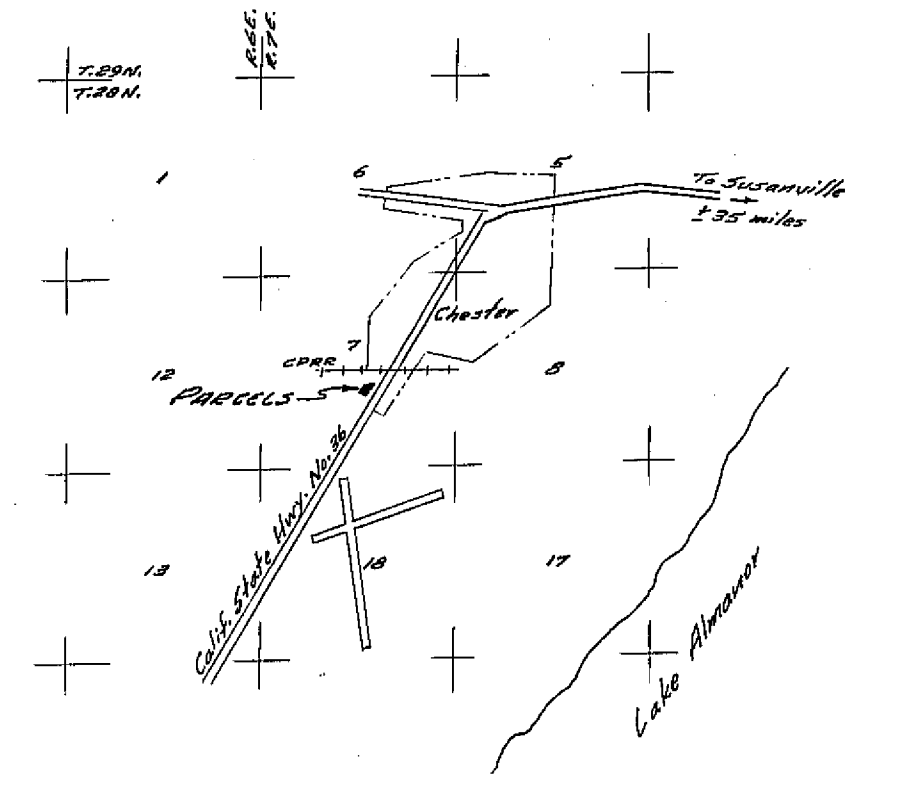 R.6E.
R.7E.
T.29N.
T.28N.
1
6
5
To Susanville
±35 miles
Chester
7
CPRR
12
8
PARCELS
Calif. State Hwy. No. 36
13
18
17
Lake Almanor